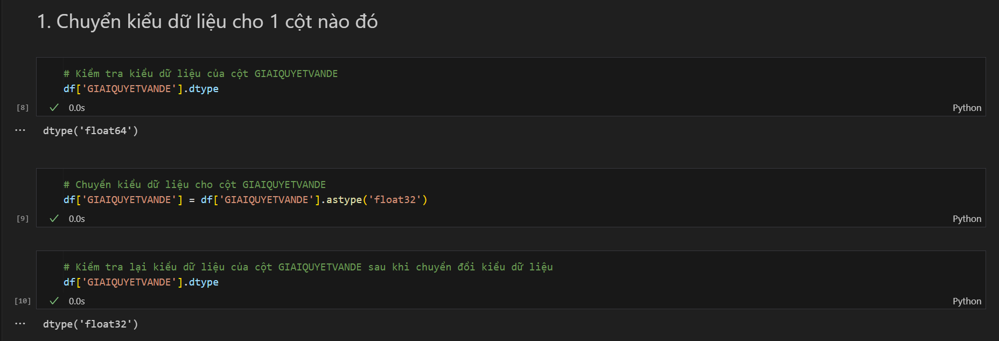 1. Chuyển kiểu dữ liệu cho 1 cột nào đó
# Kiểm tra kiểu dữ liệu của cột GIAIQUYETVANDE
df['GIAIQUYETVANDE'].dtype
[8]
0.0s
Python
dtype('float64')
# Chuyển kiểu dữ liệu cho cột GIAIQUYETVANDE
df['GIAIQUYETVANDE'] = df['GIAIQUYETVANDE'].astype('float32')
[9]
0.0s
Python
# Kiểm tra lại kiểu dữ liệu của cột GIAIQUYETVANDE sau khi chuyển đổi kiểu dữ liệu
df['GIAIQUYETVANDE'].dtype
[10]
0.0s
Python
dtype('float32')